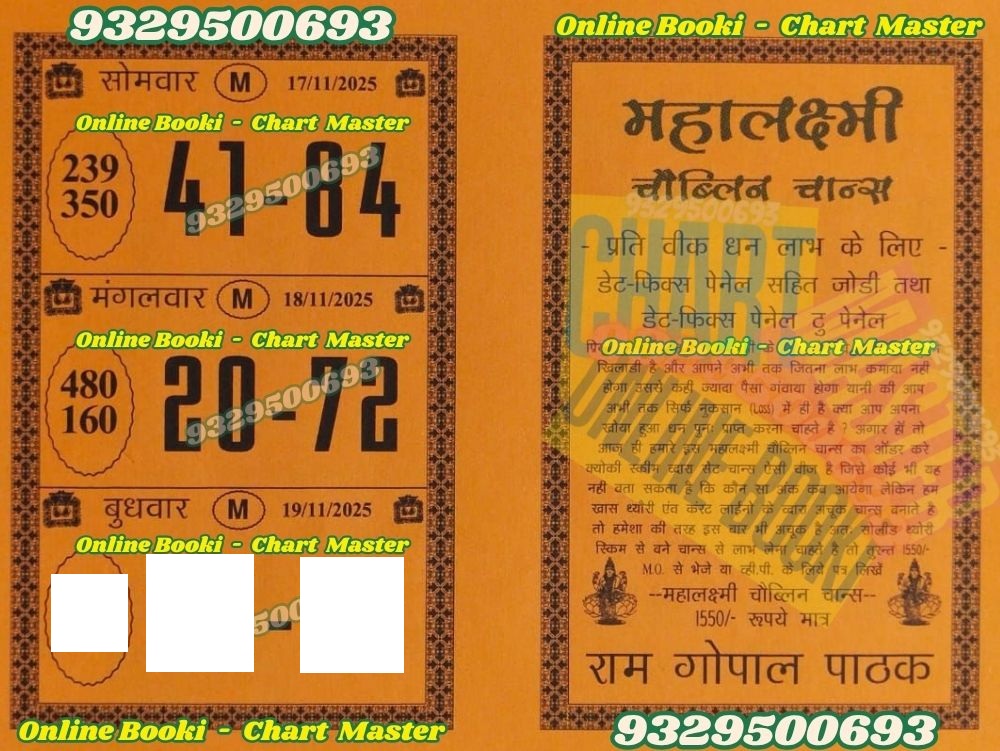 9329500693
सोमवार M 17/11/2025
Online Booki - Chart Master
239
350
41-84
9329500693
मंगलवार M 18/11/2025
Online Booki - Chart Master
480
160
20-72
9329500693
बुधवार M 19/11/2025
Online Booki - Chart Master
-
Online Booki - Chart Master
Online Booki - Chart Master
महालक्ष्मी
चौब्लिन चान्स
9329500693
- प्रति वीक धन लाभ के लिए -
डेट-फिक्स पेनेल सहित जोडी तथा
डेट-फिक्स पेनेल टु पेनेल
CHART
MASTER
ONLINE BOOKI
9329500693
Online Booki - Chart Master
खिलाडी है और आपने अभी तक जितना लाभ कमाया नही
होगा उससे कही ज्यादा पैसा गंवाया होगा यानी की आप
अभी तक सिर्फ नुकसान (Loss) में ही है क्या आप अपना
खोया हुआ धन पुनः प्राप्त करना चाहते है ? अगार हाँ तो
आज ही हमारे इस महालक्ष्मी चौब्लिन चान्स का ऑडर करे
क्योकी स्कीम व्दारा सेट चान्स ऐसी चीज है जिसे कोई भी यह
नही बता सकता है कि कौन सा अंक कब आयेगा लेकिन हम
खास थ्योरी एंव करेट लाईनो के व्दारा अचूक चान्स बनाते है
तो हमेशा की तरह इस बार भी अचूक है अतः गोल्डीड थ्योरी
स्किम से बने चान्स से लाभ लेना चाहते है तो तुरन्त 1550/-
M.O. से भेजे या व्ही.पी. के लिये पत्र लिखें
--महालक्ष्मी चौब्लिन चान्स--
1550/- रूपये मात्र
राम गोपाल पाठक
9329500693